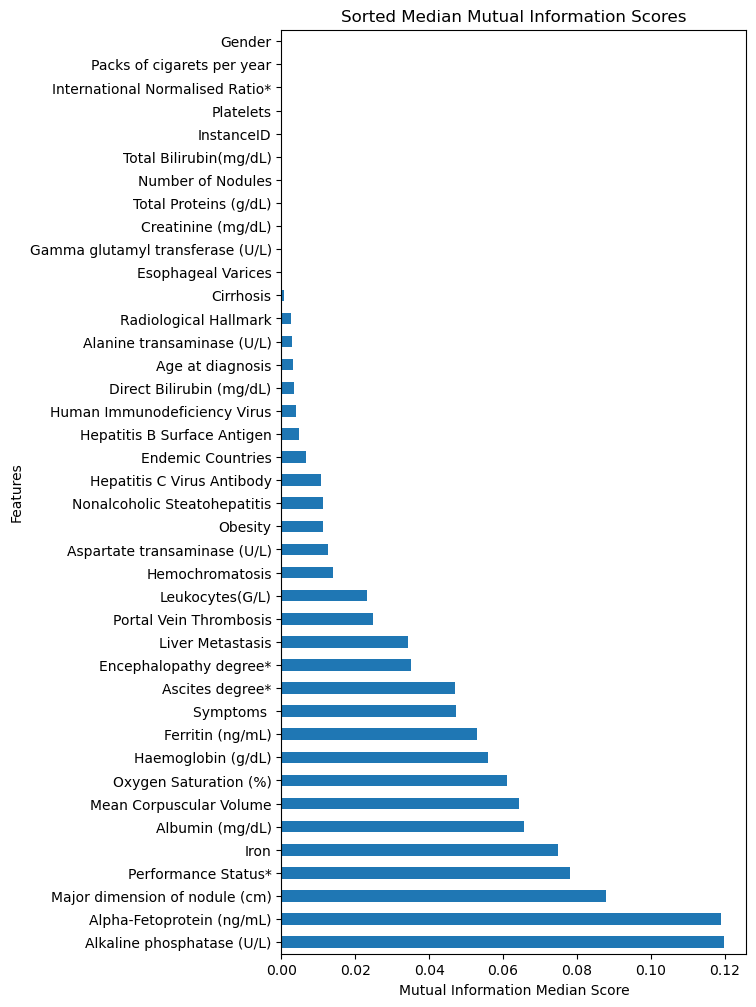 Sorted Median Mutual Information Scores
Gender
Packs of cigarets per year
International Normalised Ratio*
Platelets
InstanceID
Total Bilirubin(mg/dL)
Number of Nodules
Total Proteins (g/dL)
Creatinine (mg/dL)
Gamma glutamyl transferase (U/L)
Esophageal Varices
Cirrhosis
Radiological Hallmark
Alanine transaminase (U/L)
Age at diagnosis
Direct Bilirubin (mg/dL)
Human Immunodeficiency Virus
Hepatitis B Surface Antigen
Endemic Countries
Hepatitis C Virus Antibody
Nonalcoholic Steatohepatitis
Obesity
Aspartate transaminase (U/L)
Hemochromatosis
Leukocytes(G/L)
Portal Vein Thrombosis
Liver Metastasis
Encephalopathy degree*
Ascites degree*
Symptoms
Ferritin (ng/mL)
Haemoglobin (g/dL)
Oxygen Saturation (%)
Mean Corpuscular Volume
Albumin (mg/dL)
Iron
Performance Status*
Major dimension of nodule (cm)
Alpha-Fetoprotein (ng/mL)
Alkaline phosphatase (U/L)
Features
0.00 0.02 0.04 0.06 0.08 0.10 0.12
Mutual Information Median Score